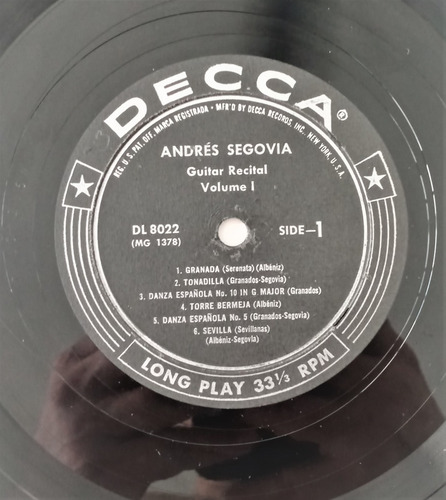 DECCA®
REG. U. S. PAT. OFF. MARCA REGISTRADA - MFR'D BY DECCA RECORDS, INC. NEW YORK, U.S.A.
ANDRÉS SEGOVIA
Guitar Recital
Volume I
DL 8022 SIDE-1
(MG 1378)
1. GRANADA (Serenata) (Albéniz)
2. TONADILLA (Granados-Segovia)
3. DANZA ESPAÑOLA No. 10 IN G MAJOR (Granados)
4. TORRE BERMEJA (Albéniz)
5. DANZA ESPAÑOLA No. 5 (Granados-Segovia)
6. SEVILLA (Sevillanas)
(Albéniz-Segovia)
LONG PLAY 33⅓ RPM